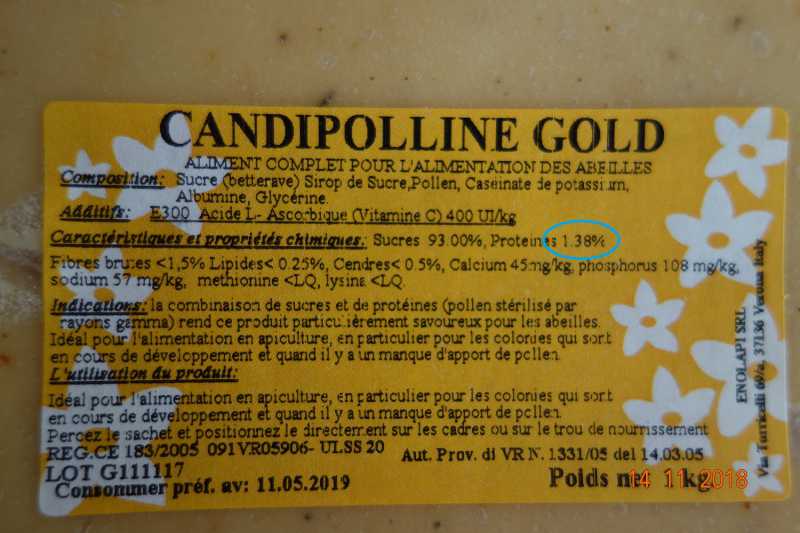 CANDIPOLLINE GOLD
ALIMENT COMPLET POUR L'ALIMENTATION DES ABEILLES
Composition: Sucre (betterave) Sirop de Sucre,Pollen, Caseinate de potassium,
Albumine, Glycérine.
Additifs: E300 Acide L- Ascorbique (Vitamine C) 400 UI/kg
Caractéristiques et propriétés chimiques: Sucres 93.00%, Proteines 1.38%
Fibres brutes <1,5% Lipides< 0.25%, Cendres< 0.5%, Calcium 45mg/kg, phosphorus 108 mg/kg,
sodium 57 mg/kg, methionine <LQ, lysina <LQ.
Indications: la combinaison de sucres et de protéines (pollen stérilisé par
rayons gamma) rend ce produit particulièrement savoureux pour les abeilles.
Idéal pour l'alimentation en apiculture, en particulier pour les colonies qui sont
en cours de développement et quand il y a un manque d'apport de pollen.
L'utilisation du produit:
Idéal pour l'alimentation en apiculture, en particulier pour les colonies qui sont
en cours de développement et quand il y a un manque d'apport de pollen.
Percez le sachet et positionnez le directement sur les cadres ou sur le trou de nourrissement
REG.CE 183/2005 091VR05906- ULSS 20 Aut. Prov. di VR N. 1331/05 del 14.03.05
LOT G111117
Consommer préf. av: 11.05.2019 Poids net 1 kg
14 11 2018
ENOLAPI SRL
Via Turricelli 69/a, 37136 Verona Italy